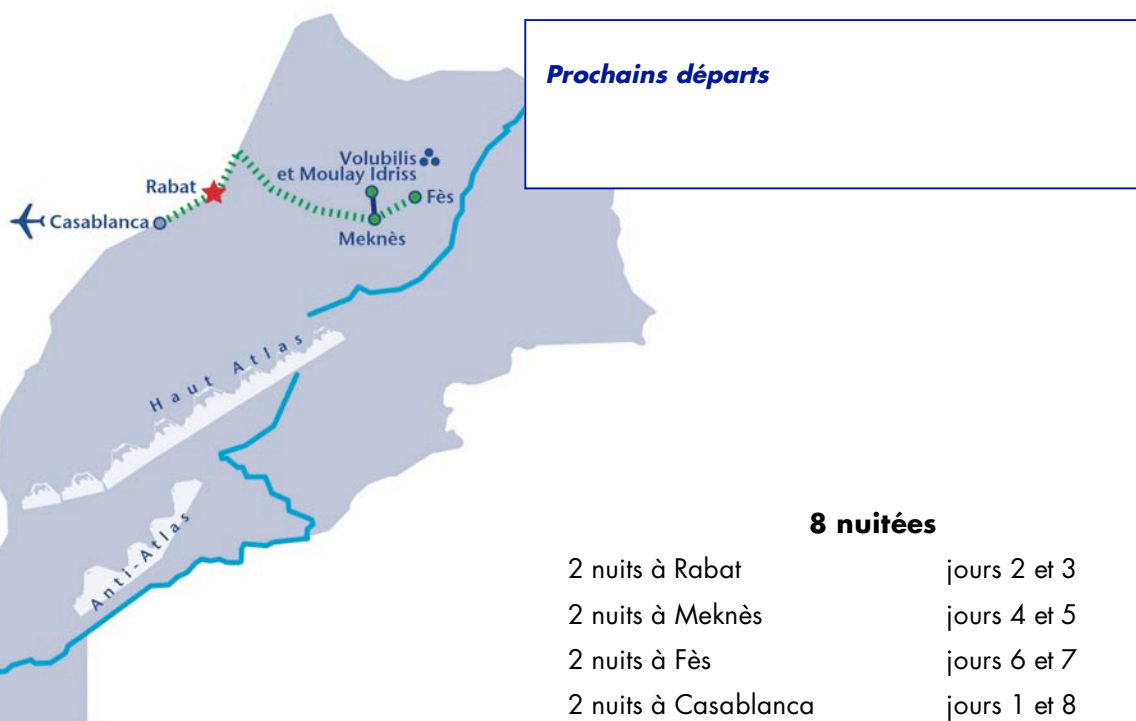 Prochains départs
Volubilis
et Moulay Idriss
Rabat
Fès
Casablanca
Meknès
Haut Atlas
Anti-Atlas
8 nuitées
2 nuits à Rabat jours 2 et 3
2 nuits à Meknès jours 4 et 5
2 nuits à Fès jours 6 et 7
2 nuits à Casablanca jours 1 et 8